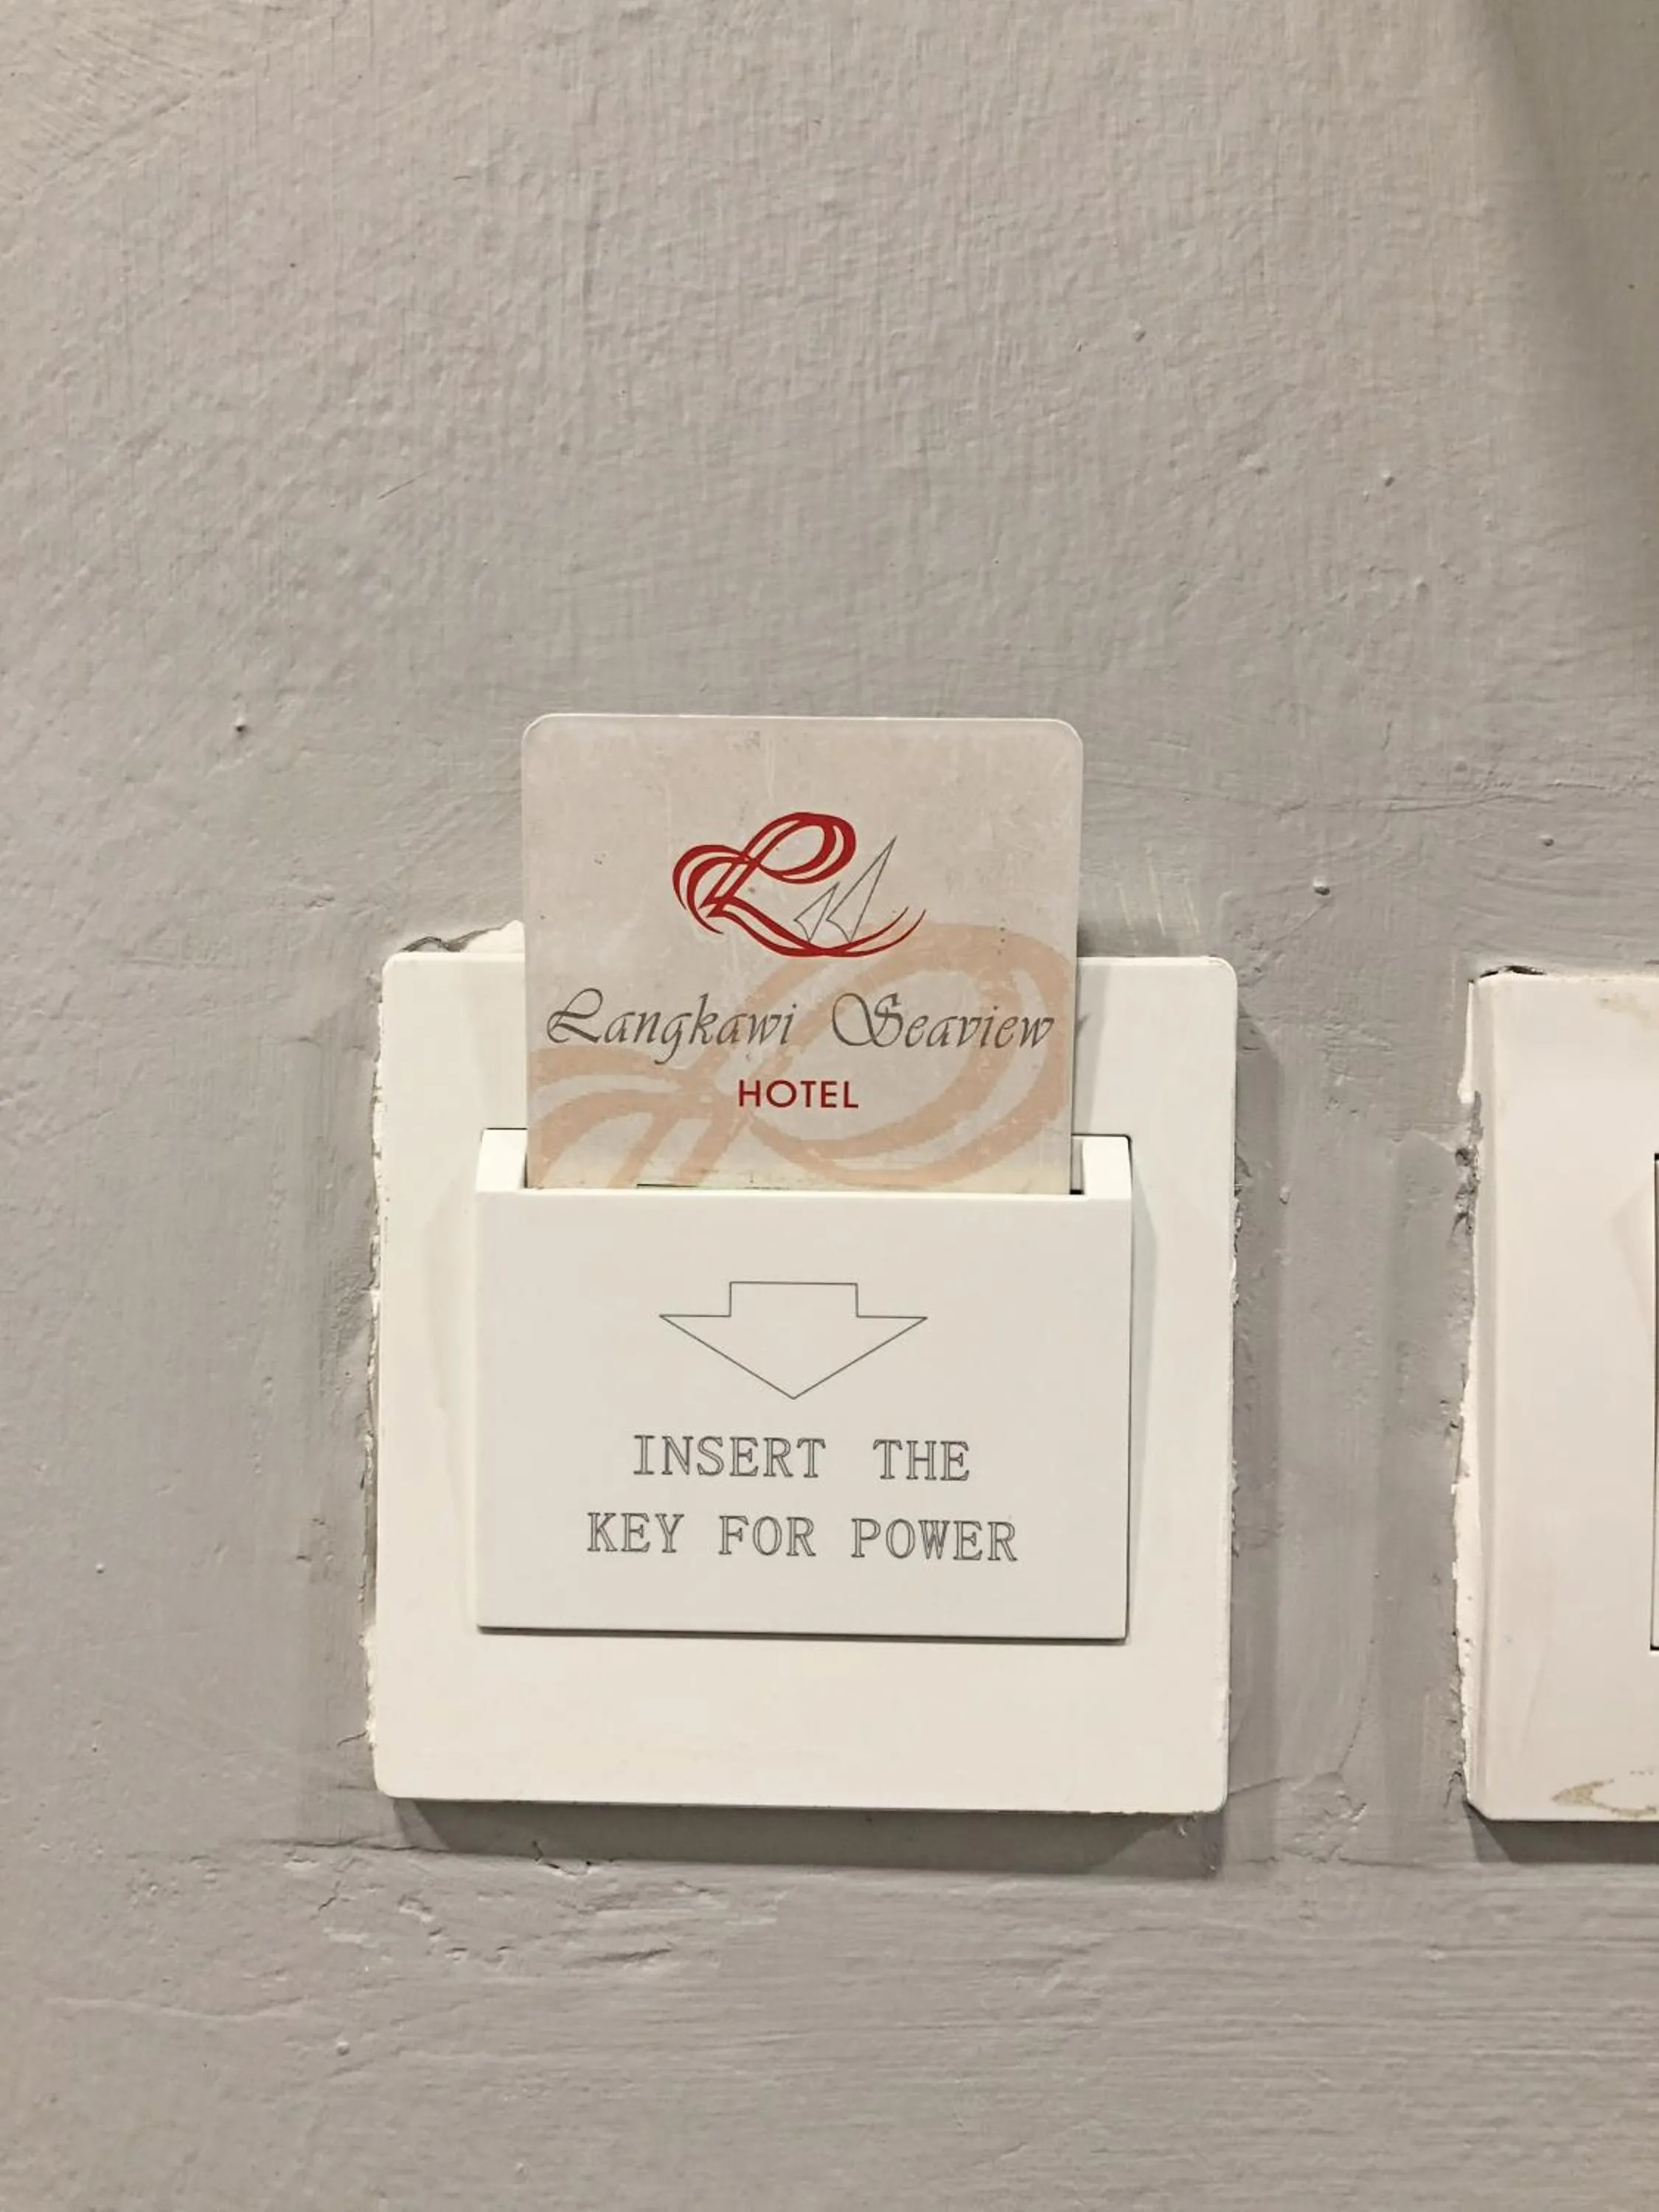 Langkawi Seaview
HOTEL
INSERT THE
KEY FOR POWER